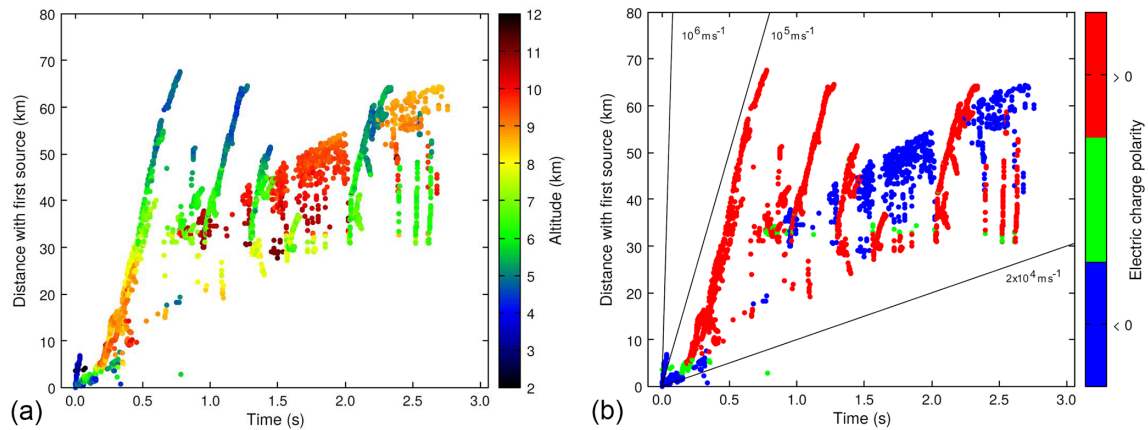 80
70
60
50
40
30
20
10
0
Distance with first source (km)
0.0 0.5 1.0 1.5 2.0 2.5 3.0
Time (s)
12
11
10
9
8
7
6
5
4
3
2
Altitude (km)
(a)
80
70
60
50
40
30
20
10
0
Distance with first source (km)
10⁶ms⁻¹
10⁵ms⁻¹
2x10⁴ms⁻¹
0.0 0.5 1.0 1.5 2.0 2.5 3.0
Time (s)
> 0
< 0
Electric charge polarity
(b)